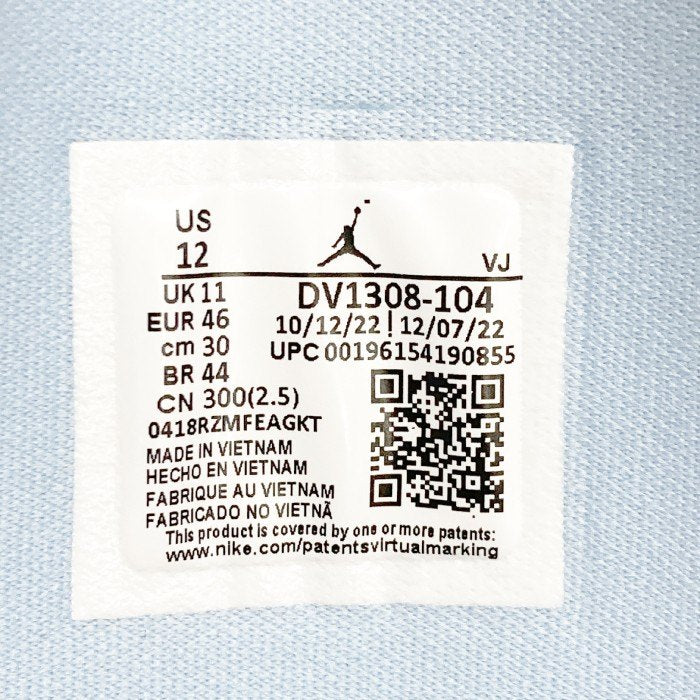 US
12
VJ
UK 11
EUR 46
cm 30
BR 44
CN 300(2.5)
DV1308-104
10/12/22 | 12/07/22
UPC 00196154190855
0418RZMFEAGKT
MADE IN VIETNAM
HECHO EN VIETNAM
FABRIQUE AU VIETNAM
FABRICADO NO VIETNÃ
This product is covered by one or more patents:
www.nike.com/patentsvirtualmarking